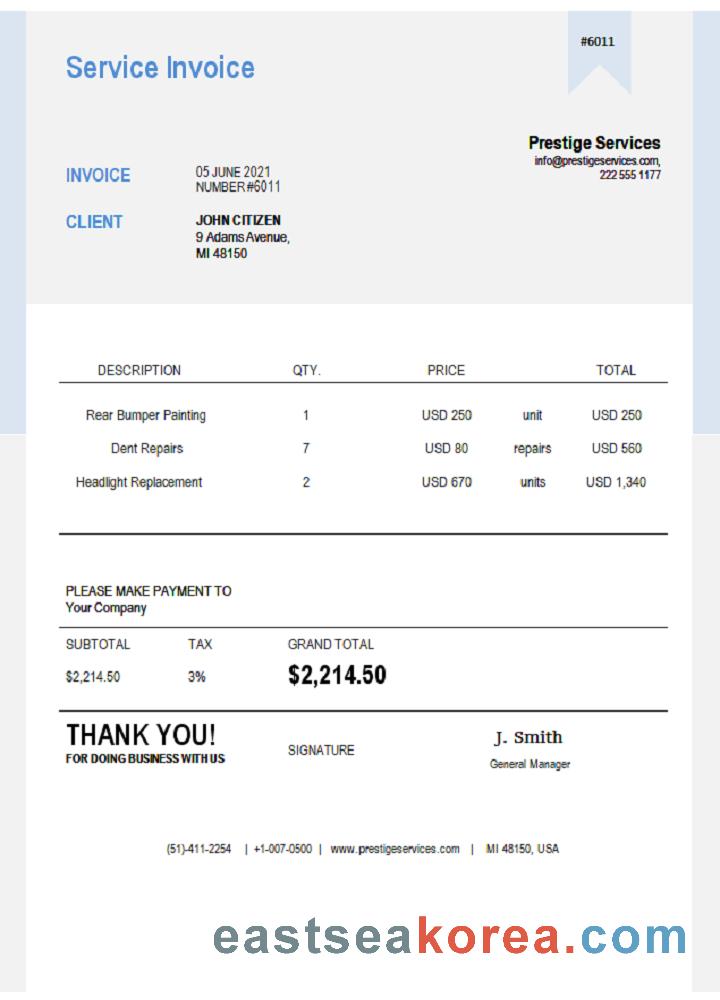 #6011
Service Invoice
Prestige Services
info@prestigeservices.com,
222 555 1177
INVOICE 05 JUNE 2021
NUMBER#6011
CLIENT JOHN CITIZEN
9 Adams Avenue,
MI 48150
DESCRIPTION QTY. PRICE TOTAL
Rear Bumper Painting 1 USD 250 unit USD 250
Dent Repairs 7 USD 80 repairs USD 560
Headlight Replacement 2 USD 670 units USD 1,340
PLEASE MAKE PAYMENT TO
Your Company
SUBTOTAL TAX GRAND TOTAL
$2,214.50 3% $2,214.50
THANK YOU!
FOR DOING BUSINESS WITH US
SIGNATURE
J. Smith
General Manager
(51)-411-2254 | +1-007-0500 | www.prestigeservices.com | MI 48150, USA
eastseakorea.com